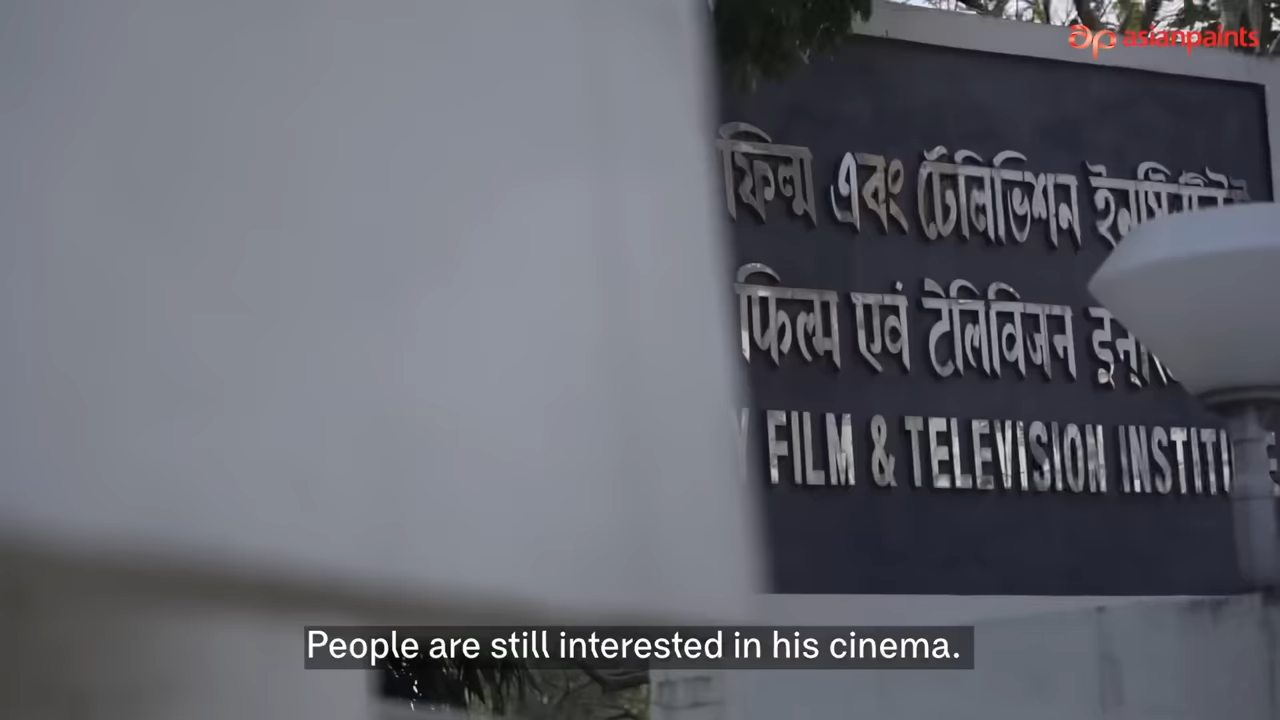 asianpaints
ফিল্ম এবং টেলিভিশন
फिल्म एवं टेलिविजन
Y FILM & TELEVISION
People are still interested in his cinema.